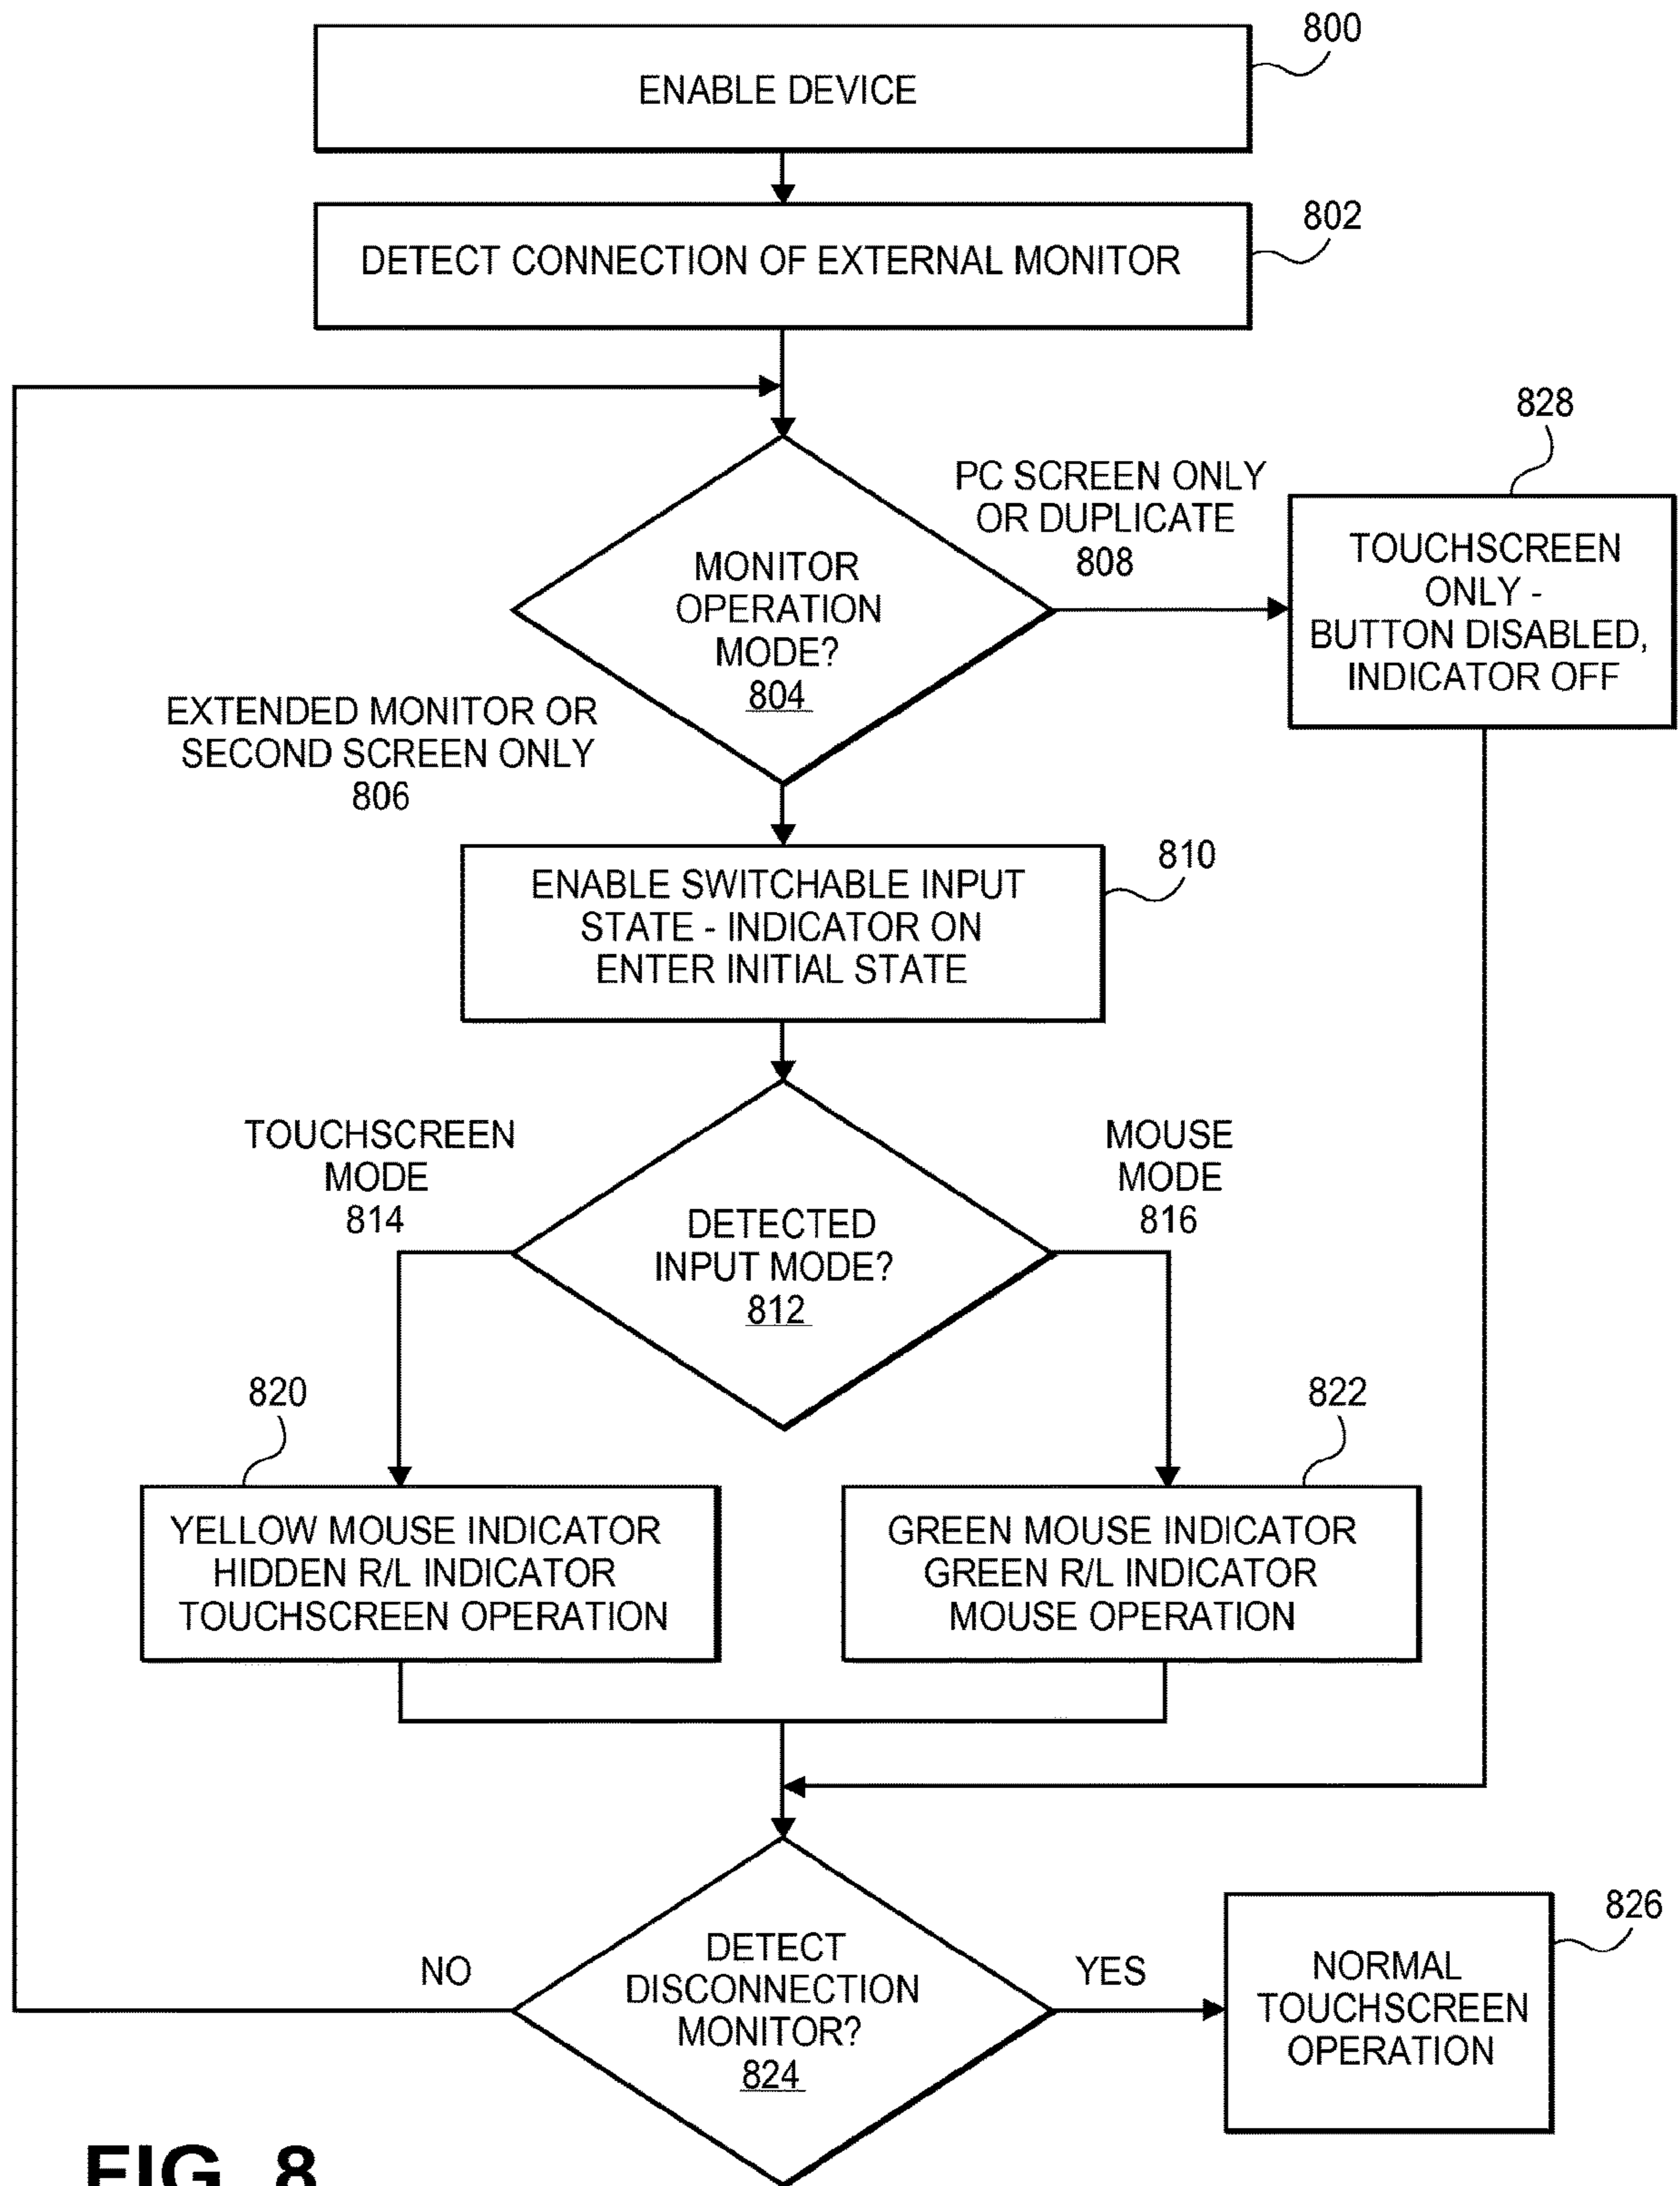 800
ENABLE DEVICE
802
DETECT CONNECTION OF EXTERNAL MONITOR
828
PC SCREEN ONLY
OR DUPLICATE
808
TOUCHSCREEN
ONLY -
BUTTON DISABLED,
INDICATOR OFF
MONITOR
OPERATION
MODE?
804
EXTENDED MONITOR OR
SECOND SCREEN ONLY
806
810
ENABLE SWITCHABLE INPUT
STATE - INDICATOR ON
ENTER INITIAL STATE
TOUCHSCREEN
MODE
814
MOUSE
MODE
816
DETECTED
INPUT MODE?
812
820
822
YELLOW MOUSE INDICATOR
HIDDEN R/L INDICATOR
TOUCHSCREEN OPERATION
GREEN MOUSE INDICATOR
GREEN R/L INDICATOR
MOUSE OPERATION
826
NO
DETECT
DISCONNECTION
MONITOR?
824
YES
NORMAL
TOUCHSCREEN
OPERATION
FIG. 8